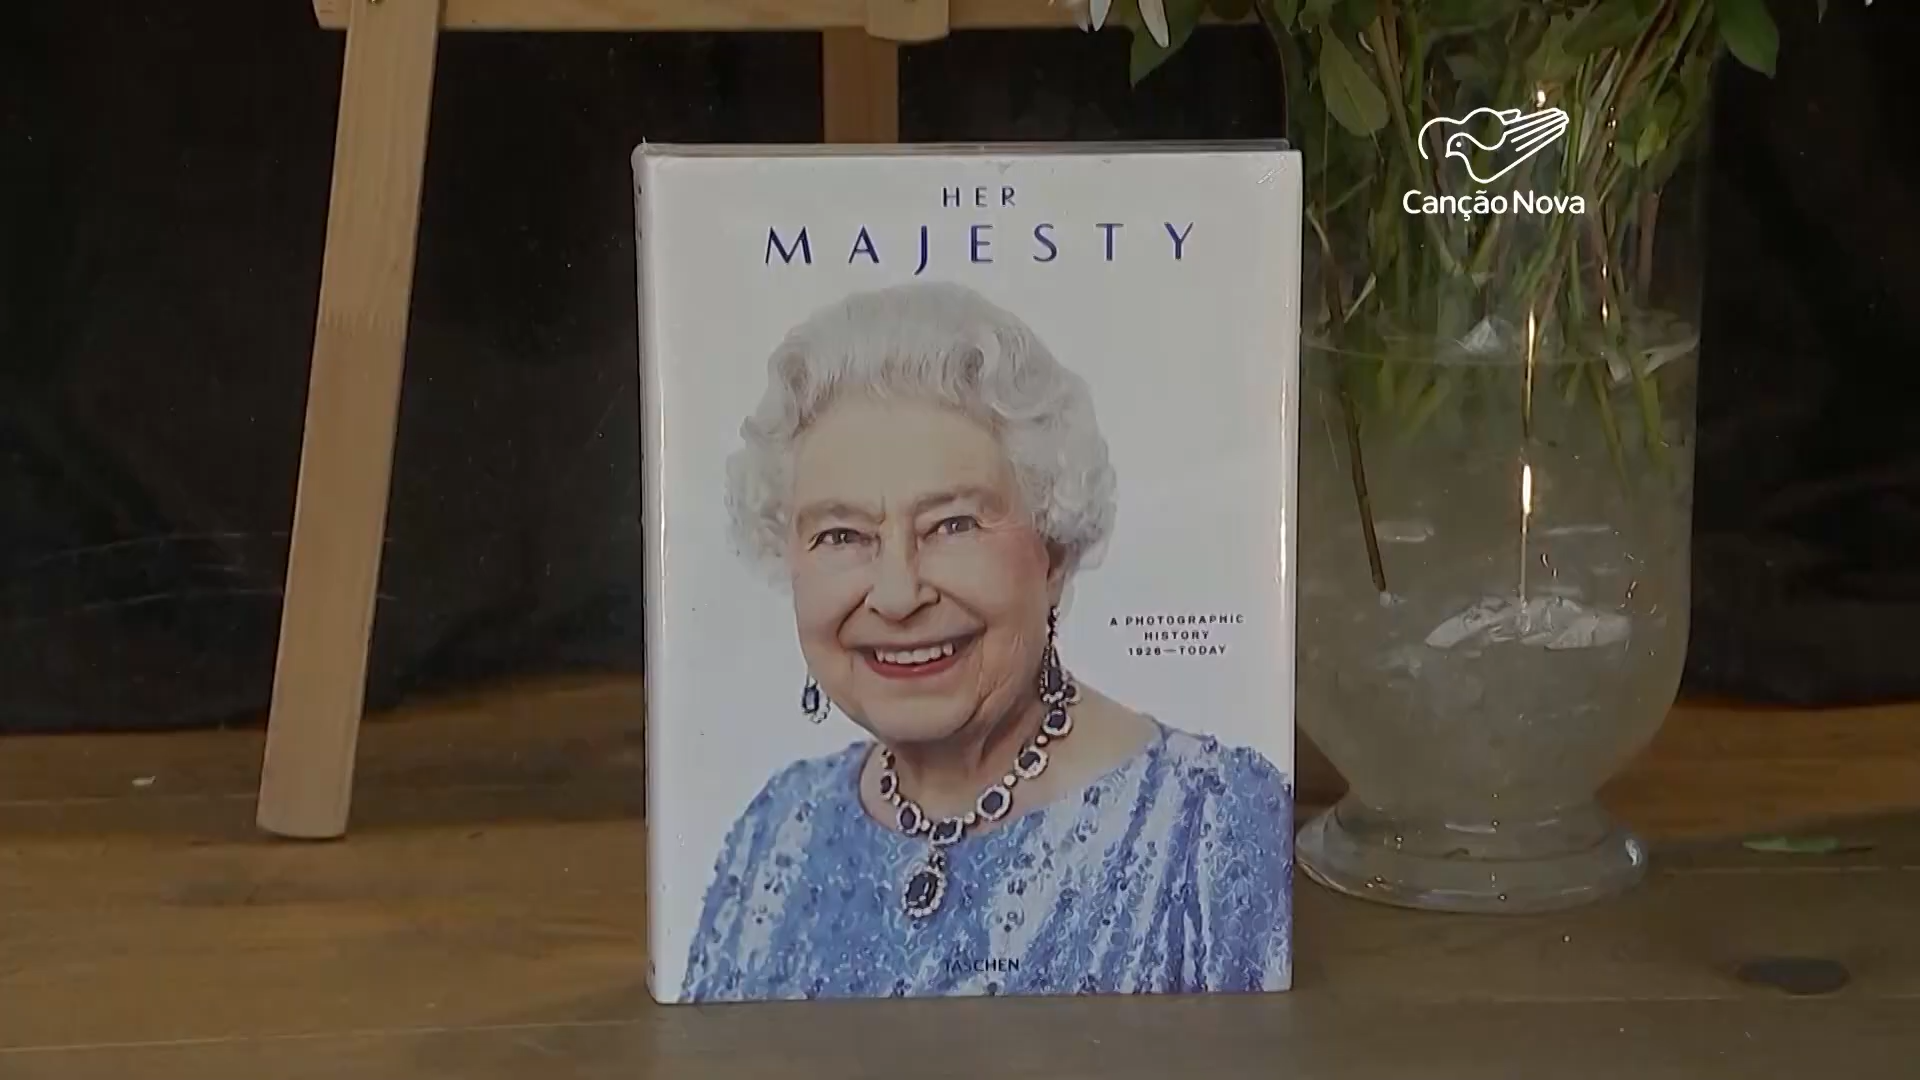 HER
MAJESTY
A PHOTOGRAPHIC
HISTORY
1926—TODAY
TASCHEN
Canção Nova